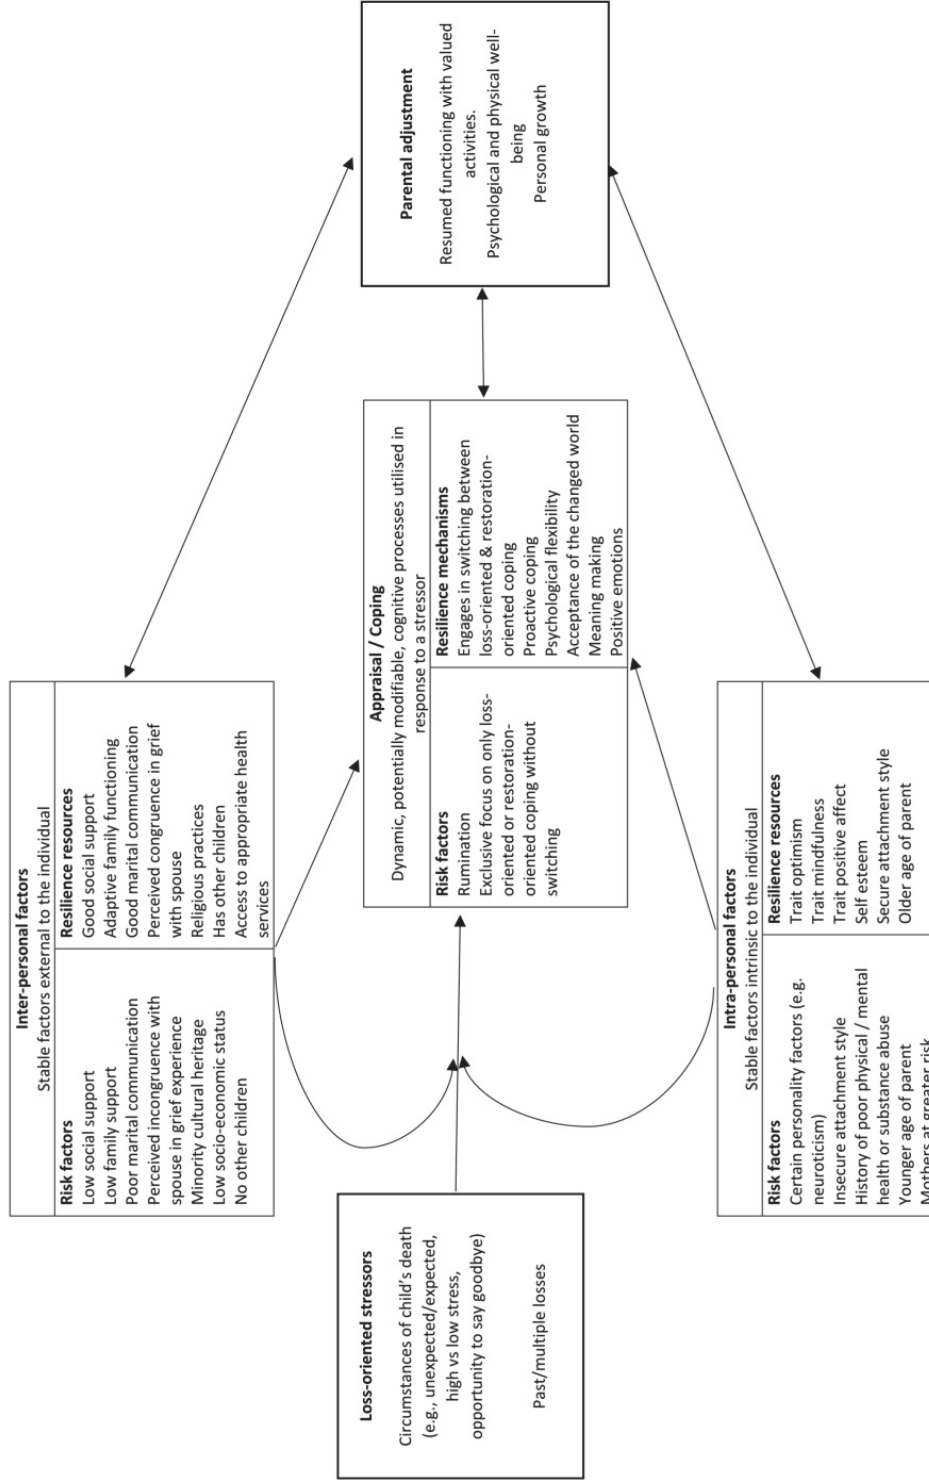 Inter-personal factors
Stable factors external to the individual
Risk factors
Low social support
Low family support
Poor marital communication
Perceived incongruence with
spouse in grief experience
Minority cultural heritage
Low socio-economic status
No other children
Resilience resources
Good social support
Adaptive family functioning
Good marital communication
Perceived congruence in grief
with spouse
Religious practices
Has other children
Access to appropriate health
services
Loss-oriented stressors
Circumstances of child's death
(e.g., unexpected/expected,
high vs low stress,
opportunity to say goodbye)
Past/multiple losses
Appraisal / Coping
Dynamic, potentially modifiable, cognitive processes utilised in
response to a stressor
Risk factors
Rumination
Exclusive focus on only loss-
oriented or restoration-
oriented coping without
switching
Resilience mechanisms
Engages in switching between
loss-oriented & restoration-
oriented coping
Proactive coping
Psychological flexibility
Acceptance of the changed world
Meaning making
Positive emotions
Parental adjustment
Resumed functioning with valued
activities.
Psychological and physical well-
being
Personal growth
Intra-personal factors
Stable factors intrinsic to the individual
Risk factors
Certain personality factors (e.g.
neuroticism)
Insecure attachment style
History of poor physical / mental
health or substance abuse
Younger age of parent
Mothers at greater risk
Resilience resources
Trait optimism
Trait mindfulness
Trait positive affect
Self esteem
Secure attachment style
Older age of parent